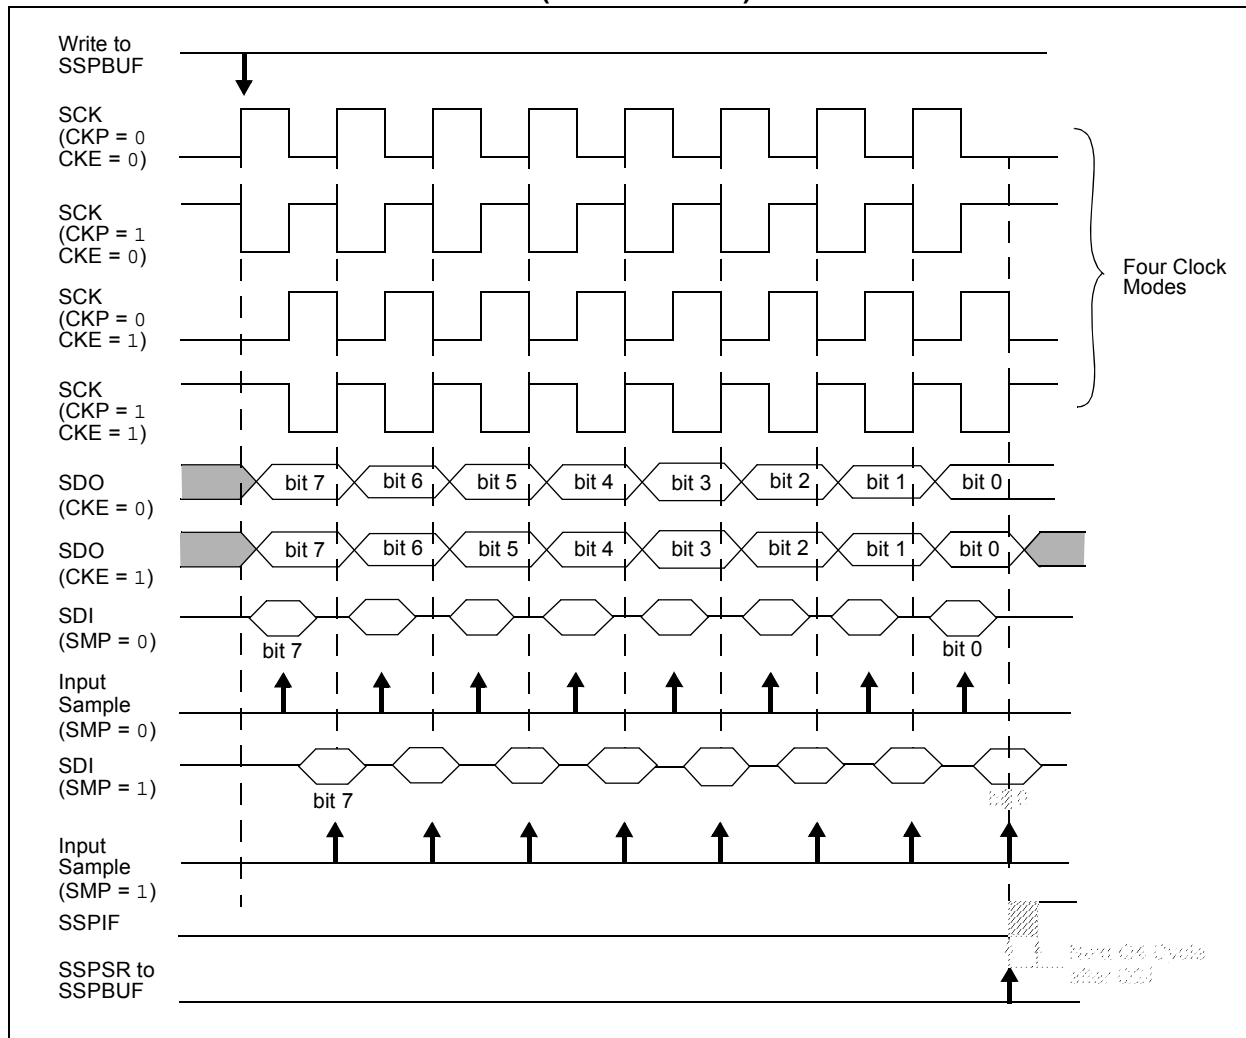 Write to
SSPBUF
SCK
(CKP = 0
CKE = 0)
SCK
(CKP = 1
CKE = 0)
SCK
(CKP = 0
CKE = 1)
SCK
(CKP = 1
CKE = 1)
Four Clock
Modes
SDO
(CKE = 0)
bit 7
bit 6
bit 5
bit 4
bit 3
bit 2
bit 1
bit 0
SDO
(CKE = 1)
bit 7
bit 6
bit 5
bit 4
bit 3
bit 2
bit 1
bit 0
SDI
(SMP = 0)
bit 7
bit 0
Input
Sample
(SMP = 0)
SDI
(SMP = 1)
bit 7
Input
Sample
(SMP = 1)
SSPIF
SSPSR to
SSPBUF